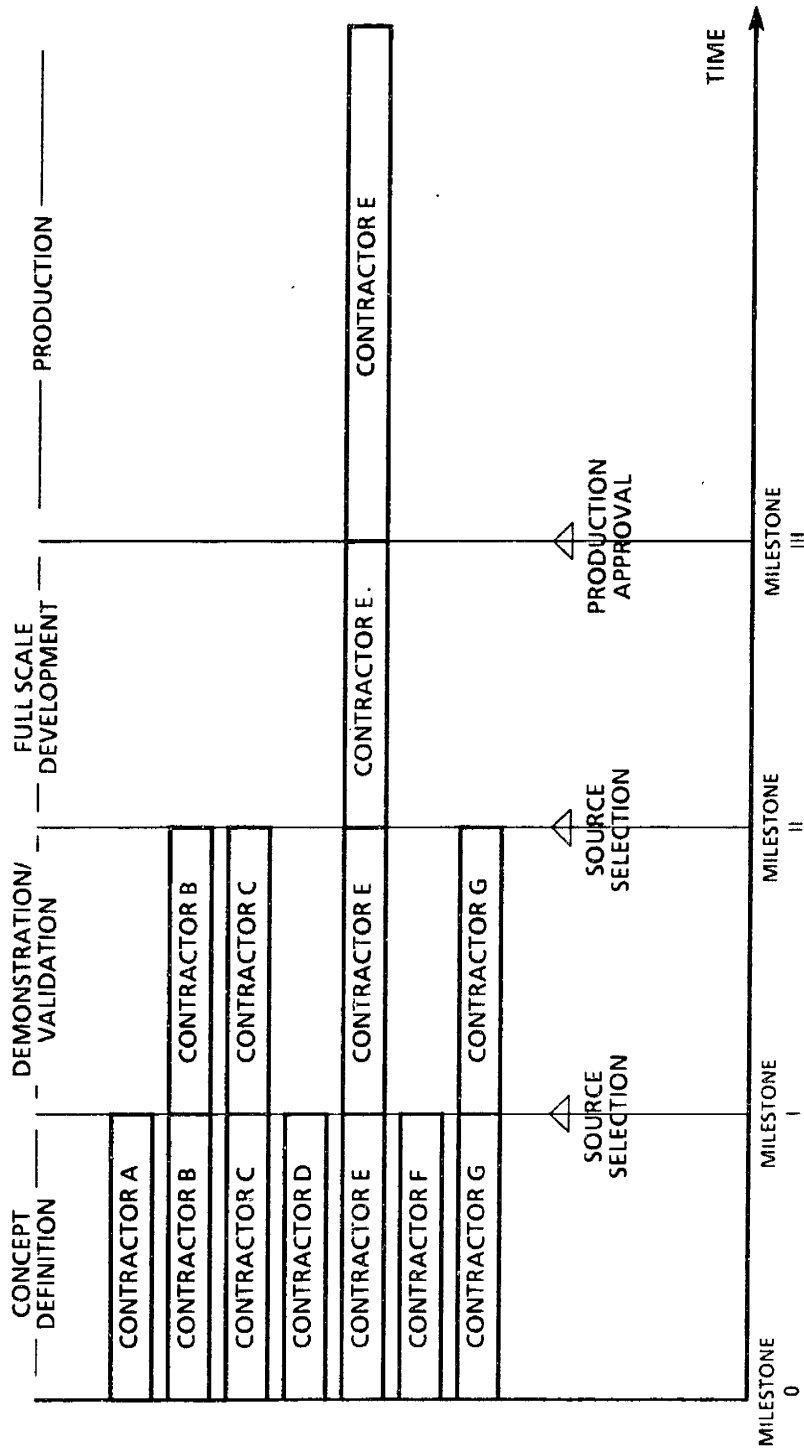 CONCEPT
DEFINITION
DEMONSTRATION/
VALIDATION
FULL SCALE
DEVELOPMENT
PRODUCTION
CONTRACTOR A
CONTRACTOR B
CONTRACTOR B
CONTRACTOR C
CONTRACTOR C
CONTRACTOR D
CONTRACTOR E
CONTRACTOR E
CONTRACTOR E.
CONTRACTOR E
CONTRACTOR F
CONTRACTOR G
CONTRACTOR G
SOURCE
SELECTION
SOURCE
SELECTION
PRODUCTION
APPROVAL
TIME
MILESTONE
0
MILESTONE
I
MILESTONE
II
MILESTONE
III